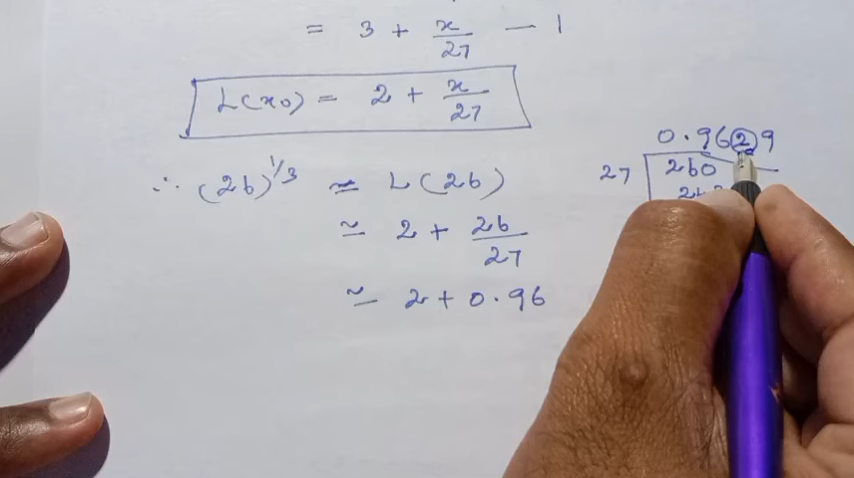 = 3 + x/27 - 1
L(x0) = 2 + x/27
∴ (26)^1/3 ≃ L(26)
≃ 2 + 26/27
≃ 2 + 0.96
0.9629
27 260